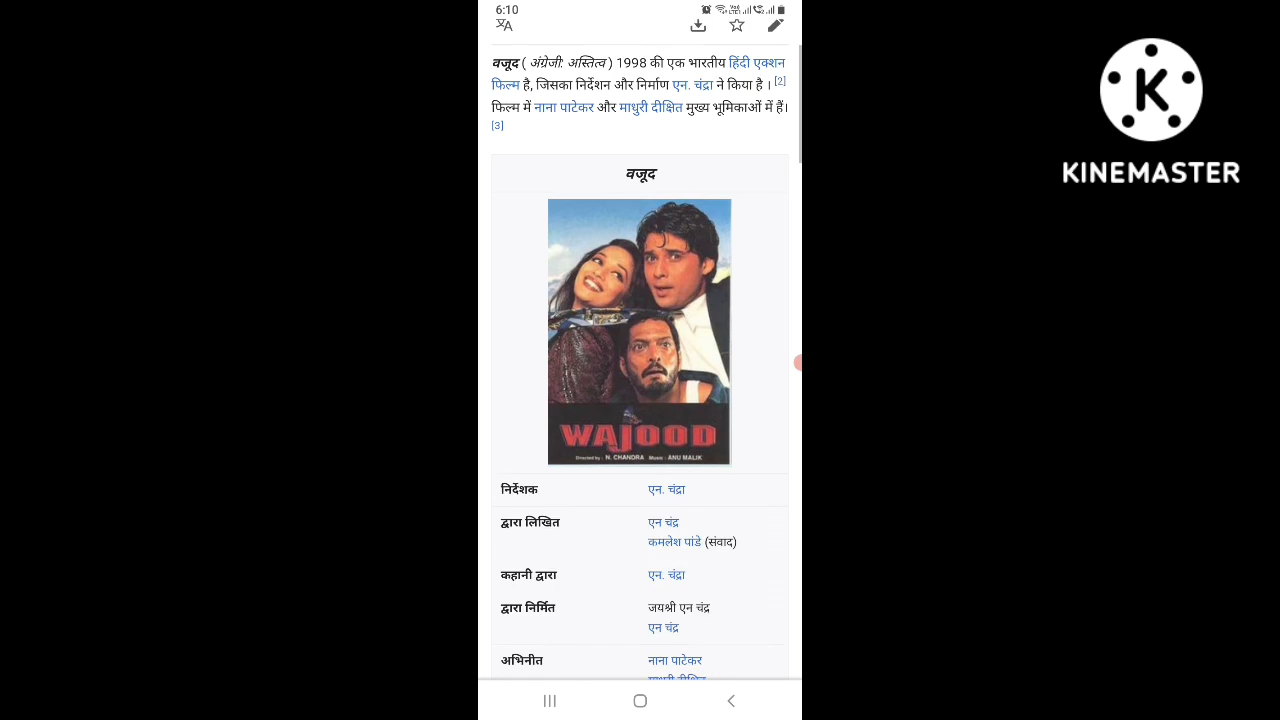 6:10
वजूद ( अंग्रेजी: अस्तित्व ) 1998 की एक भारतीय हिंदी एक्शन
फिल्म है, जिसका निर्देशन और निर्माण एन. चंद्रा ने किया है । [2]
फिल्म में नाना पाटेकर और माधुरी दीक्षित मुख्य भूमिकाओं में हैं।
[3]
वजूद
WAJOOD
Directed by : N. CHANDRA Music : ANU MALIK
निर्देशक एन. चंद्रा
द्वारा लिखित एन चंद्र
कमलेश पांडे (संवाद)
कहानी द्वारा एन. चंद्रा
द्वारा निर्मित जयश्री एन चंद्र
एन चंद्र
अभिनीत नाना पाटेकर
K
KINEMASTER